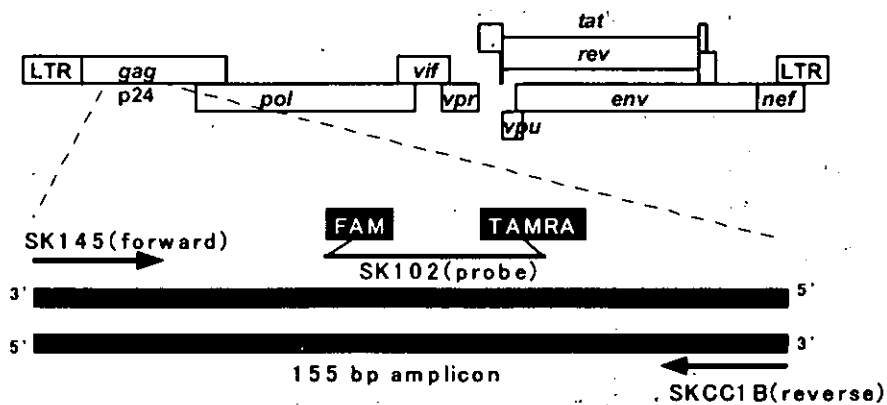 tat'
LTR gag vif rev LTR
p24 pol vpr env nef
vpu
FAM TAMRA
SK145(forward)
SK102(probe)
3' 5'
5' 3'
155 bp amplicon
SKCC1B(reverse)